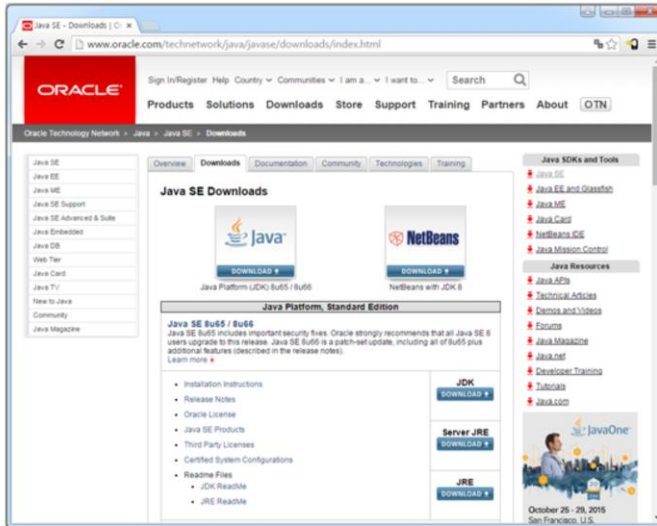 Java SE - Downloads | O
www.oracle.com/technetwork/java/javase/downloads/index.html
ORACLE
Sign In/Register Help Country Communities I am a... I want to... Search
Products Solutions Downloads Store Support Training Partners About OTN
Oracle Technology Network > Java > Java SE > Downloads
Java SE
Java EE
Java ME
Java SE Support
Java SE Advanced & Suite
Java Embedded
Java DB
Web Tier
Java Card
Java TV
New to Java
Community
Java Magazine
Overview Downloads Documentation Community Technologies Training
Java SE Downloads
Java
DOWNLOAD
Java Platform (JDK) 8u65 / 8u66
NetBeans
DOWNLOAD
NetBeans with JDK 8
Java Platform, Standard Edition
Java SE 8u65 / 8u66
Java SE 8u65 includes important security fixes. Oracle strongly recommends that all Java SE 8
users upgrade to this release. Java SE 8u66 is a patch-set update, including all of 8u65 plus
additional features (described in the release notes).
Learn more
Installation Instructions
Release Notes
Oracle License
Java SE Products
Third Party Licenses
Certified System Configurations
Readme Files
JDK ReadMe
JRE ReadMe
JDK
DOWNLOAD
Server JRE
DOWNLOAD
JRE
DOWNLOAD
Java SDKs and Tools
Java SE
Java EE and Glassfish
Java ME
Java Card
NetBeans IDE
Java Mission Control
Java Resources
Java APIs
Technical Articles
Demos and Videos
Forums
Java Magazine
Java.net
Developer Training
Tutorials
Java.com
JavaOne
October 25 - 29, 2015
San Francisco, U.S.